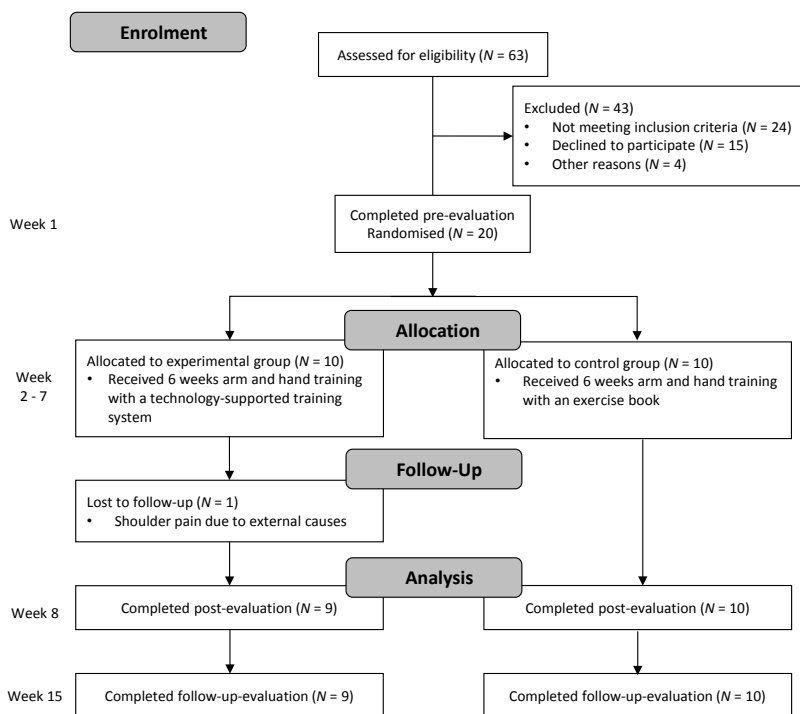 Enrolment
Assessed for eligibility (N = 63)
Excluded (N = 43)
• Not meeting inclusion criteria (N = 24)
• Declined to participate (N = 15)
• Other reasons (N = 4)
Week 1
Completed pre-evaluation
Randomised (N = 20)
Allocation
Week
2 - 7
Allocated to experimental group (N = 10)
• Received 6 weeks arm and hand training
with a technology-supported training
system
Allocated to control group (N = 10)
• Received 6 weeks arm and hand training
with an exercise book
Follow-Up
Lost to follow-up (N = 1)
• Shoulder pain due to external causes
Analysis
Week 8
Completed post-evaluation (N = 9)
Completed post-evaluation (N = 10)
Week 15
Completed follow-up-evaluation (N = 9)
Completed follow-up-evaluation (N = 10)